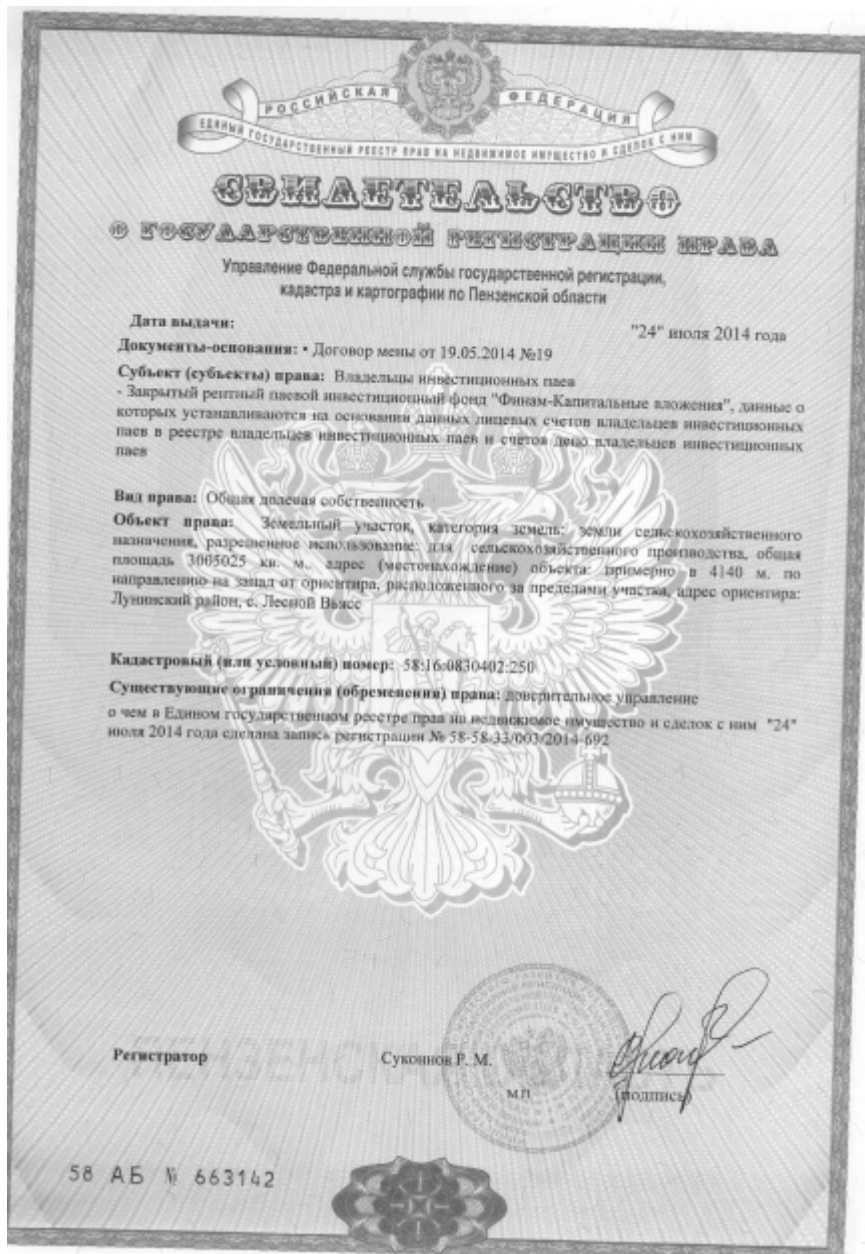 РОССИЙСКАЯ ФЕДЕРАЦИЯ
ЕДИНЫЙ ГОСУДАРСТВЕННЫЙ РЕЕСТР ПРАВ НА НЕДВИЖИМОЕ ИМУЩЕСТВО И СДЕЛОК С НИМ
СВИДЕТЕЛЬСТВО
О ГОСУДАРСТВЕННОЙ РЕГИСТРАЦИИ ПРАВА
Управление Федеральной службы государственной регистрации,
кадастра и картографии по Пензенской области
Дата выдачи: "24" июля 2014 года
Документы-основания: • Договор мены от 19.05.2014 №19
Субъект (субъекты) права: Владельцы инвестиционных паев
- Закрытый рентный паевой инвестиционный фонд "Финам-Капитальные вложения", данные о
которых устанавливаются на основании данных лицевых счетов владельцев инвестиционных
паев в реестре владельцев инвестиционных паев и счетов депо владельцев инвестиционных
паев
Вид права: Общая долевая собственность
Объект права: Земельный участок, категория земель: земли сельскохозяйственного
назначения, разрешенное использование: для сельскохозяйственного производства, общая
площадь 3005025 кв. м., адрес (местонахождение) объекта: примерно в 4140 м. по
направлению на запад от ориентира, расположенного за пределами участка, адрес ориентира:
Лунинский район, с. Лесной Вьясс
Кадастровый (или условный) номер: 58:16:0830402:250
Существующие ограничения (обременения) права: доверительное управление
о чем в Едином государственном реестре прав на недвижимое имущество и сделок с ним "24"
июля 2014 года сделана запись регистрации № 58-58-33/003/2014-692
Регистратор Суконнов Р. М.
М.П. (подпись)
58 АБ № 663142